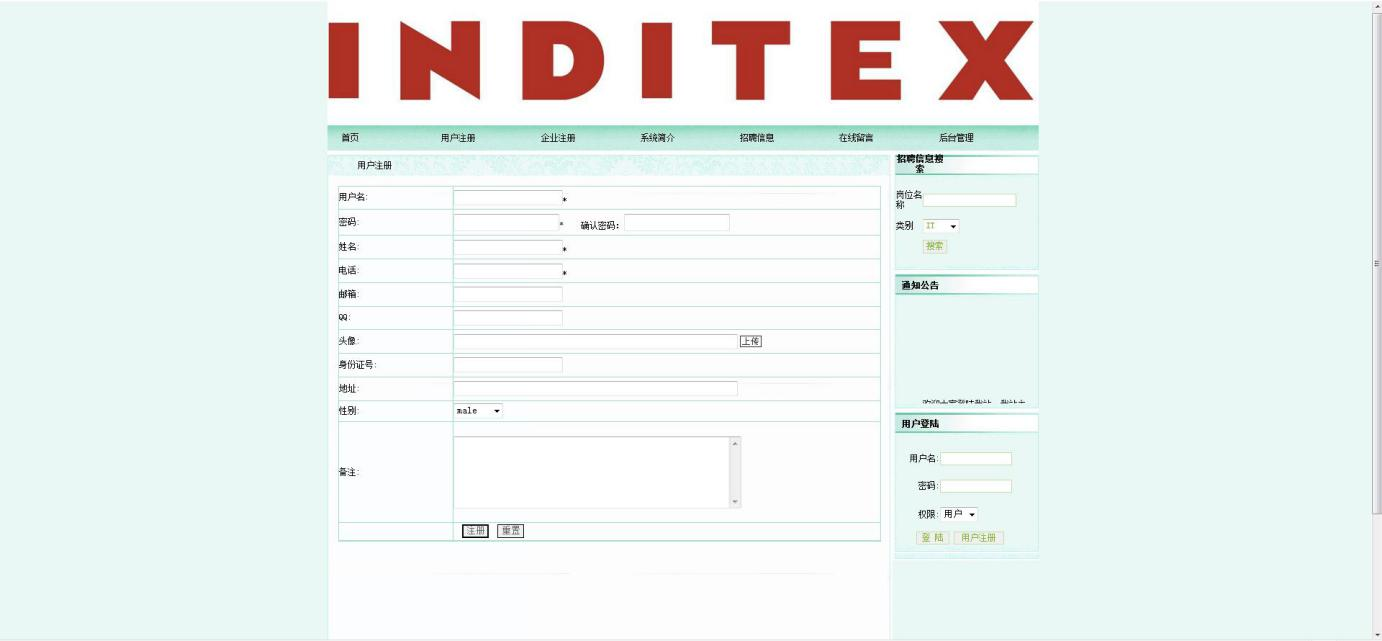 INDITEX
首页 用户注册 企业注册 系统简介 招聘信息 在线留言 后台管理
用户注册
用户名:
*
密码:
* 确认密码:
姓名:
*
电话:
*
邮箱:
QQ:
头像:
上传
身份证号:
地址:
性别:
male
备注:
注册 重置
招聘信息搜
索
岗位名
称
类别 IT
搜索
通知公告
用户登陆
用户名:
密码:
权限: 用户
登 陆 用户注册